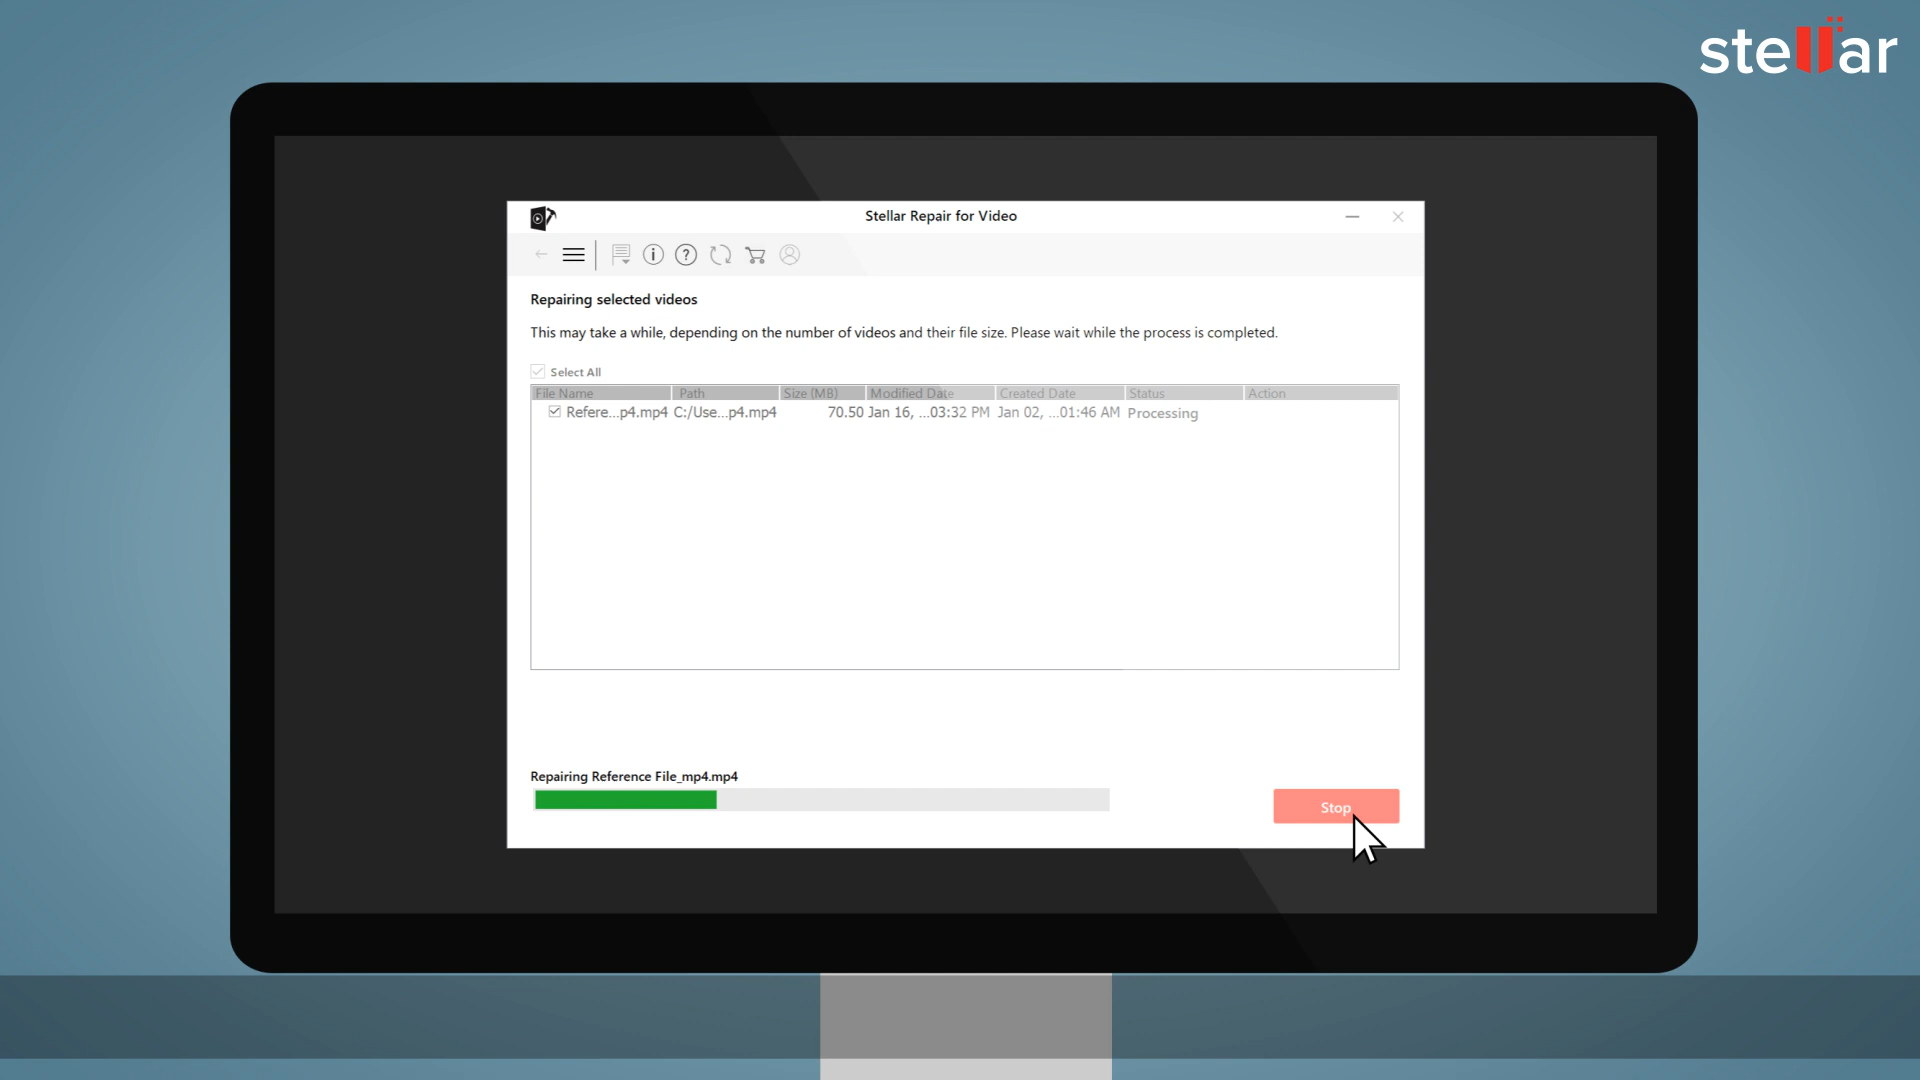 stellar
Stellar Repair for Video
Repairing selected videos
This may take a while, depending on the number of videos and their file size. Please wait while the process is completed.
Select All
File Name Path Size (MB) Modified Date Created Date Status Action
Refere...p4.mp4 C:/Use...p4.mp4 70.50 Jan 16, ...03:32 PM Jan 02, ...01:46 AM Processing
Repairing Reference File_mp4.mp4
Stop